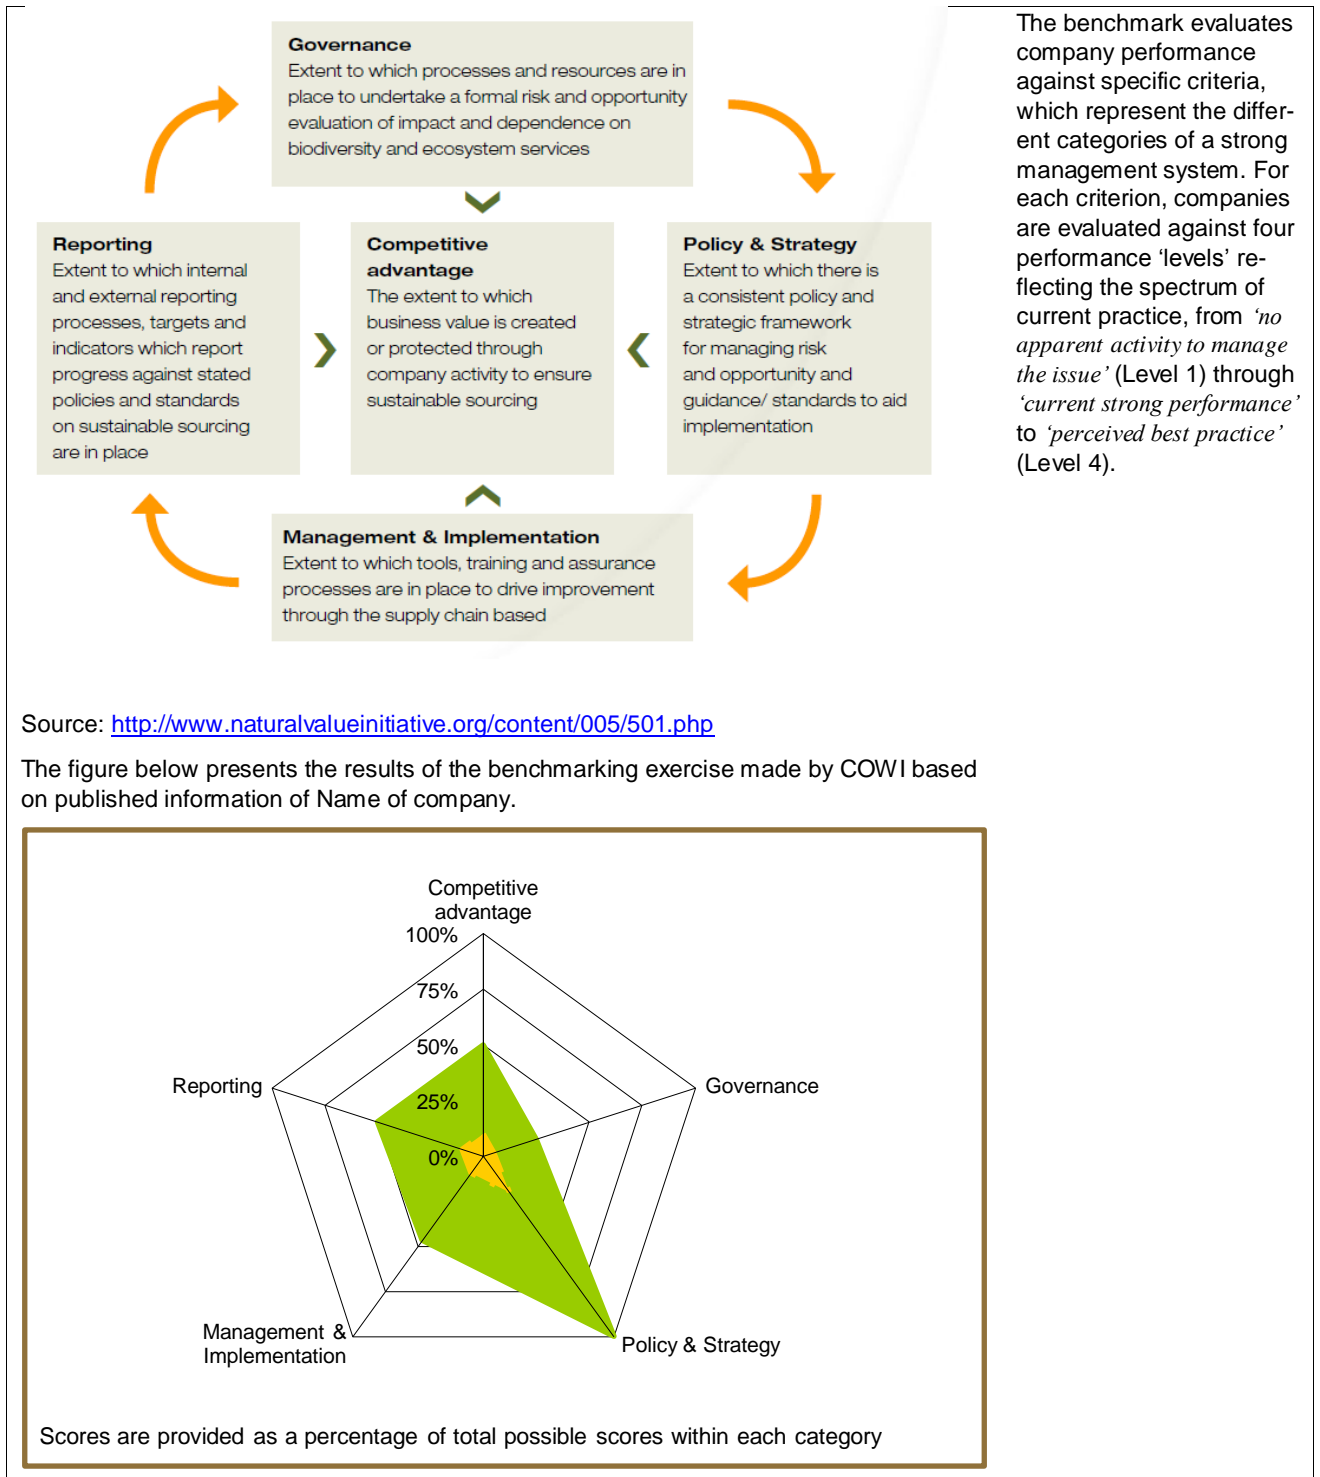 Governance
Extent to which processes and resources are in
place to undertake a formal risk and opportunity
evaluation of impact and dependence on
biodiversity and ecosystem services
Reporting
Extent to which internal
and external reporting
processes, targets and
indicators which report
progress against stated
policies and standards
on sustainable sourcing
are in place
Competitive
advantage
The extent to which
business value is created
or protected through
company activity to ensure
sustainable sourcing
Policy & Strategy
Extent to which there is
a consistent policy and
strategic framework
for managing risk
and opportunity and
guidance/ standards to aid
implementation
Management & Implementation
Extent to which tools, training and assurance
processes are in place to drive improvement
through the supply chain based
The benchmark evaluates
company performance
against specific criteria,
which represent the differ-
ent categories of a strong
management system. For
each criterion, companies
are evaluated against four
performance ‘levels’ re-
flecting the spectrum of
current practice, from ‘no
apparent activity to manage
the issue’ (Level 1) through
‘current strong performance’
to ‘perceived best practice’
(Level 4).
Source: http://www.naturalvalueinitiative.org/content/005/501.php
The figure below presents the results of the benchmarking exercise made by COWI based
on published information of Name of company.
Competitive
advantage
100%
75%
50%
25%
0%
Reporting
Governance
Management &
Implementation
Policy & Strategy
Scores are provided as a percentage of total possible scores within each category